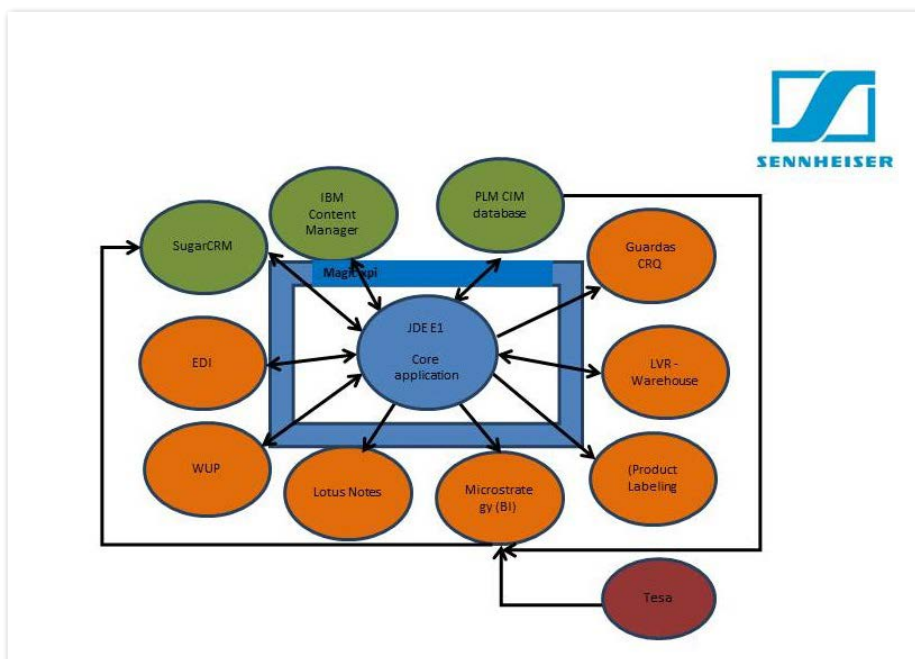 SENNHEISER
IBM
Content
Manager
PLM CIM
database
SugarCRM
Guardas
CRQ
Magic xpi
JDE E1
Core
application
EDI
LVR -
Warehouse
WUP
Lotus Notes
Microstrate
gy (BI)
(Product
Labeling
Tesa